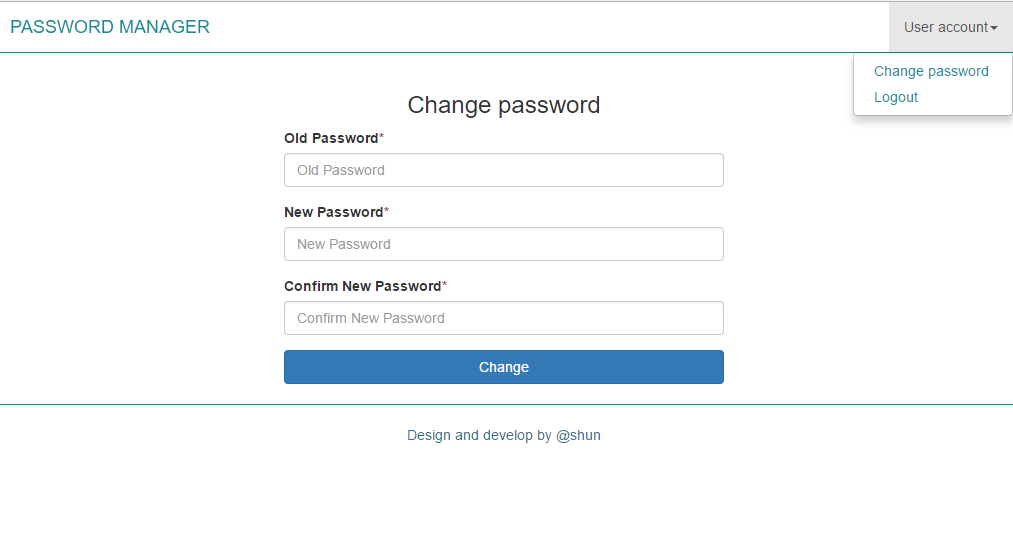 PASSWORD MANAGER
User account
Change password
Logout
Change password
Old Password*
Old Password
New Password*
New Password
Confirm New Password*
Confirm New Password
Change
Design and develop by @shun